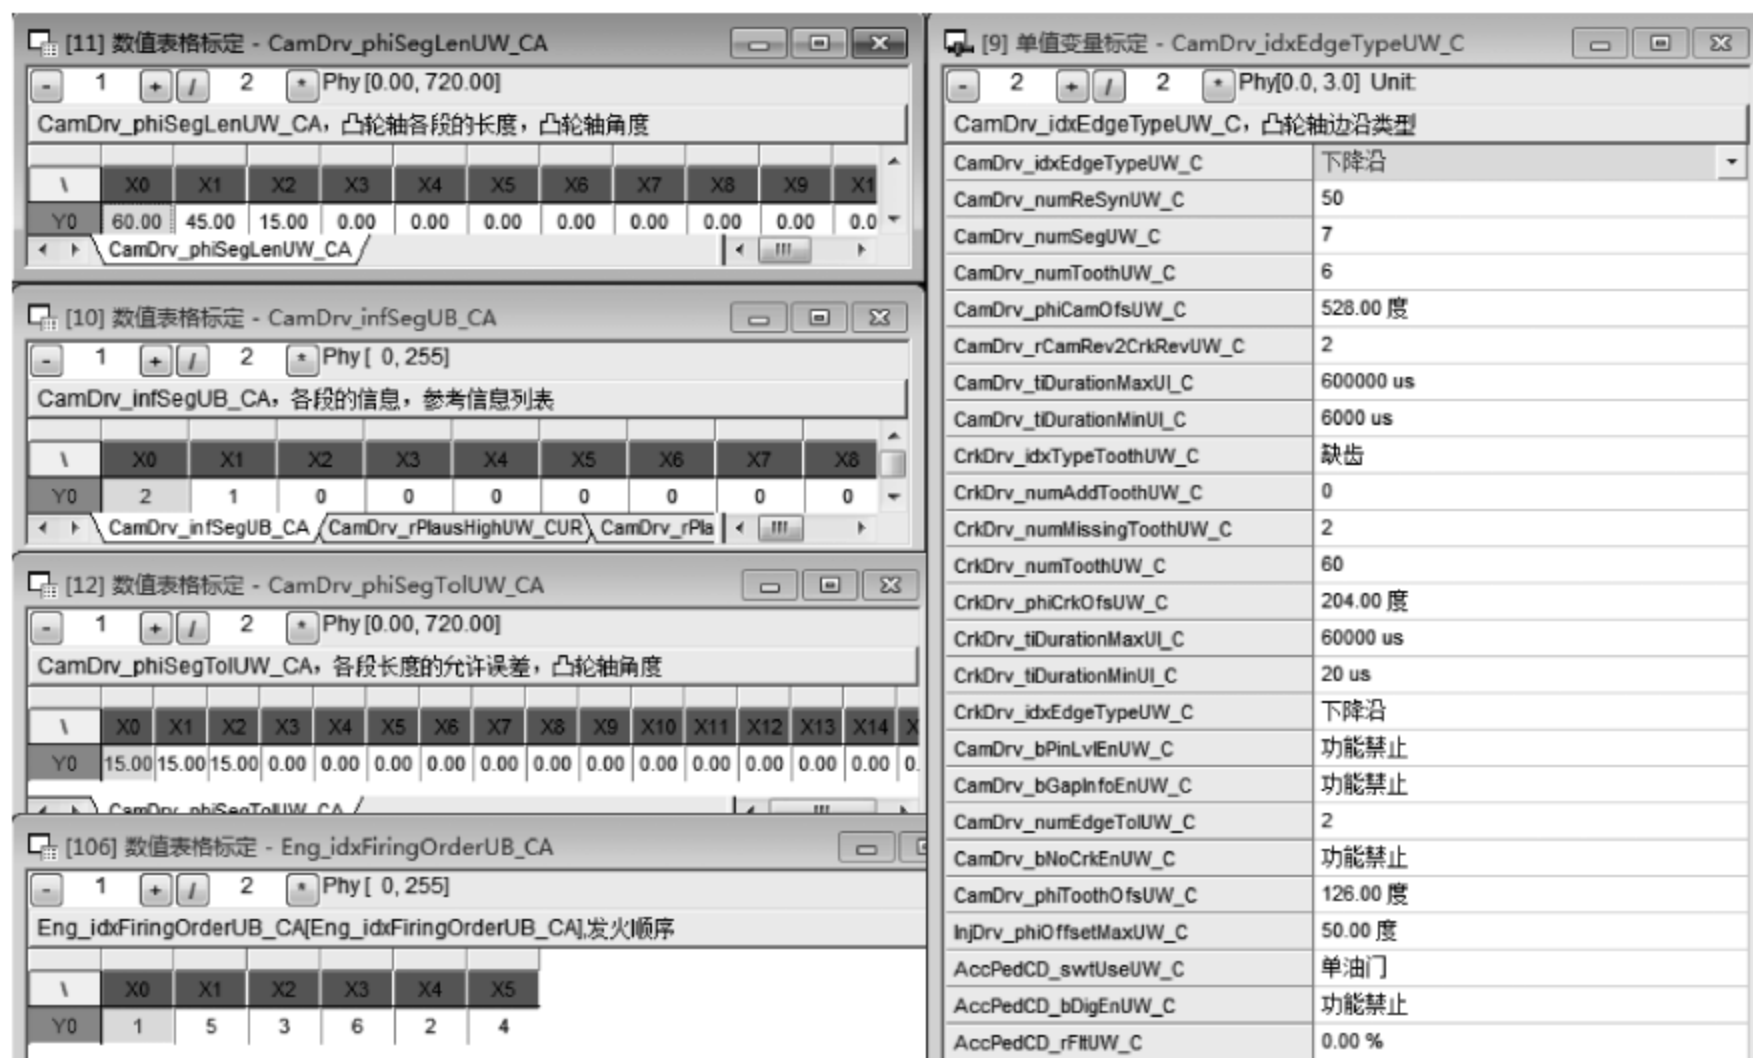 [11] 数值表格标定 - CamDrv_phiSegLenUW_CA
- 1 + / 2 * Phy [0.00, 720.00]
CamDrv_phiSegLenUW_CA，凸轮轴各段的长度，凸轮轴角度
\ X0 X1 X2 X3 X4 X5 X6 X7 X8 X9 X1
Y0 60.00 45.00 15.00 0.00 0.00 0.00 0.00 0.00 0.00 0.00 0.0
CamDrv_phiSegLenUW_CA
[10] 数值表格标定 - CamDrv_infSegUB_CA
- 1 + / 2 * Phy [ 0, 255]
CamDrv_infSegUB_CA，各段的信息，参考信息列表
\ X0 X1 X2 X3 X4 X5 X6 X7 X8
Y0 2 1 0 0 0 0 0 0 0
CamDrv_infSegUB_CA CamDrv_rPlausHighUW_CUR CamDrv_rPla
[12] 数值表格标定 - CamDrv_phiSegTolUW_CA
- 1 + / 2 * Phy [0.00, 720.00]
CamDrv_phiSegTolUW_CA，各段长度的允许误差，凸轮轴角度
\ X0 X1 X2 X3 X4 X5 X6 X7 X8 X9 X10 X11 X12 X13 X14 X
Y0 15.00 15.00 15.00 0.00 0.00 0.00 0.00 0.00 0.00 0.00 0.00 0.00 0.00 0.00 0.00 0.
CamDrv_phiSegTolUW_CA
[106] 数值表格标定 - Eng_idxFiringOrderUB_CA
- 1 + / 2 * Phy [ 0, 255]
Eng_idxFiringOrderUB_CA[Eng_idxFiringOrderUB_CA],发火顺序
\ X0 X1 X2 X3 X4 X5
Y0 1 5 3 6 2 4
[9] 单值变量标定 - CamDrv_idxEdgeTypeUW_C
- 2 + / 2 * Phy[0.0, 3.0] Unit:
CamDrv_idxEdgeTypeUW_C，凸轮轴边沿类型
CamDrv_idxEdgeTypeUW_C 下降沿
CamDrv_numReSynUW_C 50
CamDrv_numSegUW_C 7
CamDrv_numToothUW_C 6
CamDrv_phiCamOfsUW_C 528.00 度
CamDrv_rCamRev2CrkRevUW_C 2
CamDrv_tiDurationMaxUl_C 600000 us
CamDrv_tiDurationMinUl_C 6000 us
CrkDrv_idxTypeToothUW_C 缺齿
CrkDrv_numAddToothUW_C 0
CrkDrv_numMissingToothUW_C 2
CrkDrv_numToothUW_C 60
CrkDrv_phiCrkOfsUW_C 204.00 度
CrkDrv_tiDurationMaxUl_C 60000 us
CrkDrv_tiDurationMinUl_C 20 us
CrkDrv_idxEdgeTypeUW_C 下降沿
CamDrv_bPinLvlEnUW_C 功能禁止
CamDrv_bGapInfoEnUW_C 功能禁止
CamDrv_numEdgeTolUW_C 2
CamDrv_bNoCrkEnUW_C 功能禁止
CamDrv_phiToothOfsUW_C 126.00 度
InjDrv_phiOffsetMaxUW_C 50.00 度
AccPedCD_swtUseUW_C 单油门
AccPedCD_bDigEnUW_C 功能禁止
AccPedCD_rFltUW_C 0.00 %